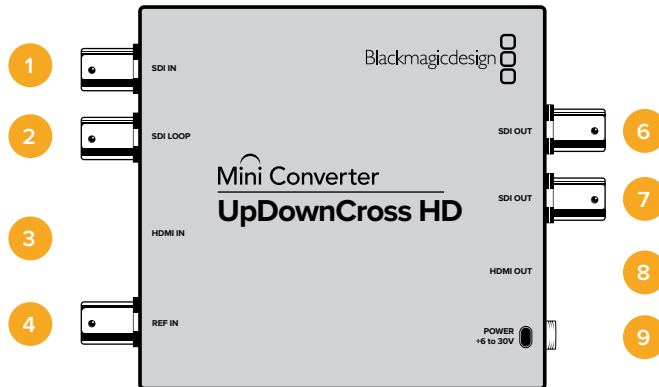 1
SDI IN
2
SDI LOOP
3
HDMI IN
4
REF IN
Blackmagicdesign
Mini Converter
UpDownCross HD
SDI OUT
6
SDI OUT
7
HDMI OUT
8
POWER
+6 to 30V
9